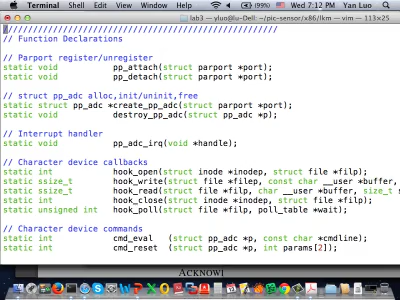 Terminal Shell Edit View Window Help (99%) Wed 7:12 PM Yan Luo
lab3 — yluo@lu-Dell: ~/pic-sensor/x86/lkm — vim — 113×25
// Function Declarations
// Parport register/unregister
static void pp_attach(struct parport *port);
static void pp_detach(struct parport *port);
// struct pp_adc alloc,init/uninit,free
static struct pp_adc *create_pp_adc(struct parport *port);
static void destroy_pp_adc(struct pp_adc *p);
// Interrupt handler
static void pp_adc_irq(void *handle);
// Character device callbacks
static int hook_open(struct inode *inodep, struct file *filp);
static ssize_t hook_write(struct file *filep, const char __user *buffer,
static ssize_t hook_read(struct file *filp, char __user *buffer, size_t s
static int hook_close(struct inode *inodep, struct file *filp);
static unsigned int hook_poll(struct file *filp, poll_table *wait);
// Character device commands
static int cmd_eval (struct pp_adc *p, const char *cmdline);
static int cmd_reset (struct pp_adc *p, int params[2]);
ACKNOWL